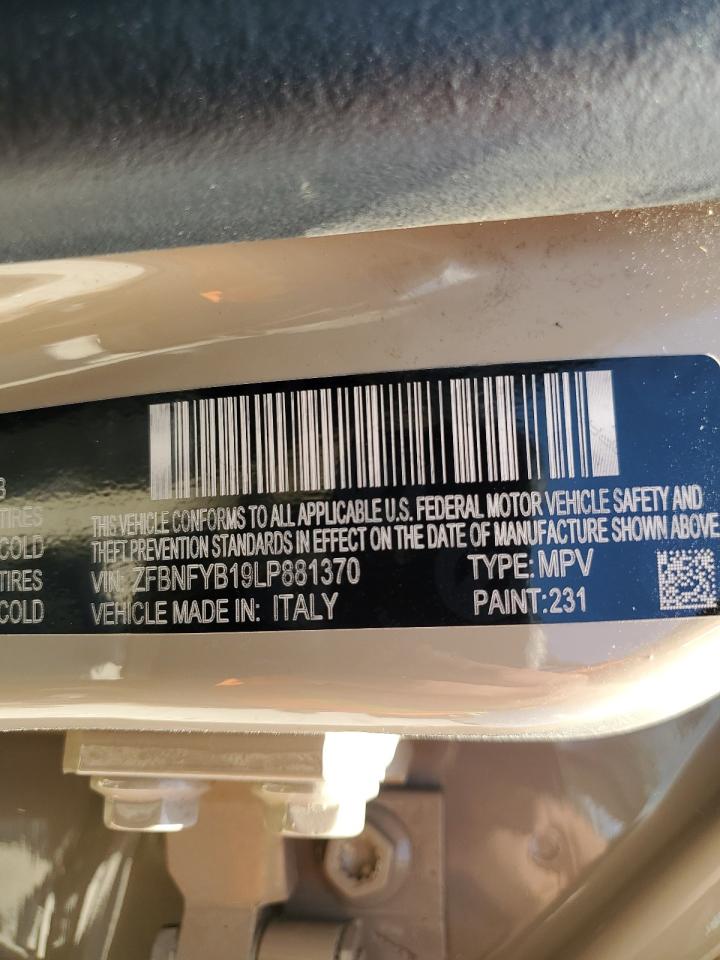 B
THIS VEHICLE CONFORMS TO ALL APPLICABLE U.S. FEDERAL MOTOR VEHICLE SAFETY AND
TIRES
THEFT PREVENTION STANDARDS IN EFFECT ON THE DATE OF MANUFACTURE SHOWN ABOVE
COLD
TIRES VIN: ZFBNFYB19LP881370 TYPE: MPV
COLD VEHICLE MADE IN: ITALY PAINT:231